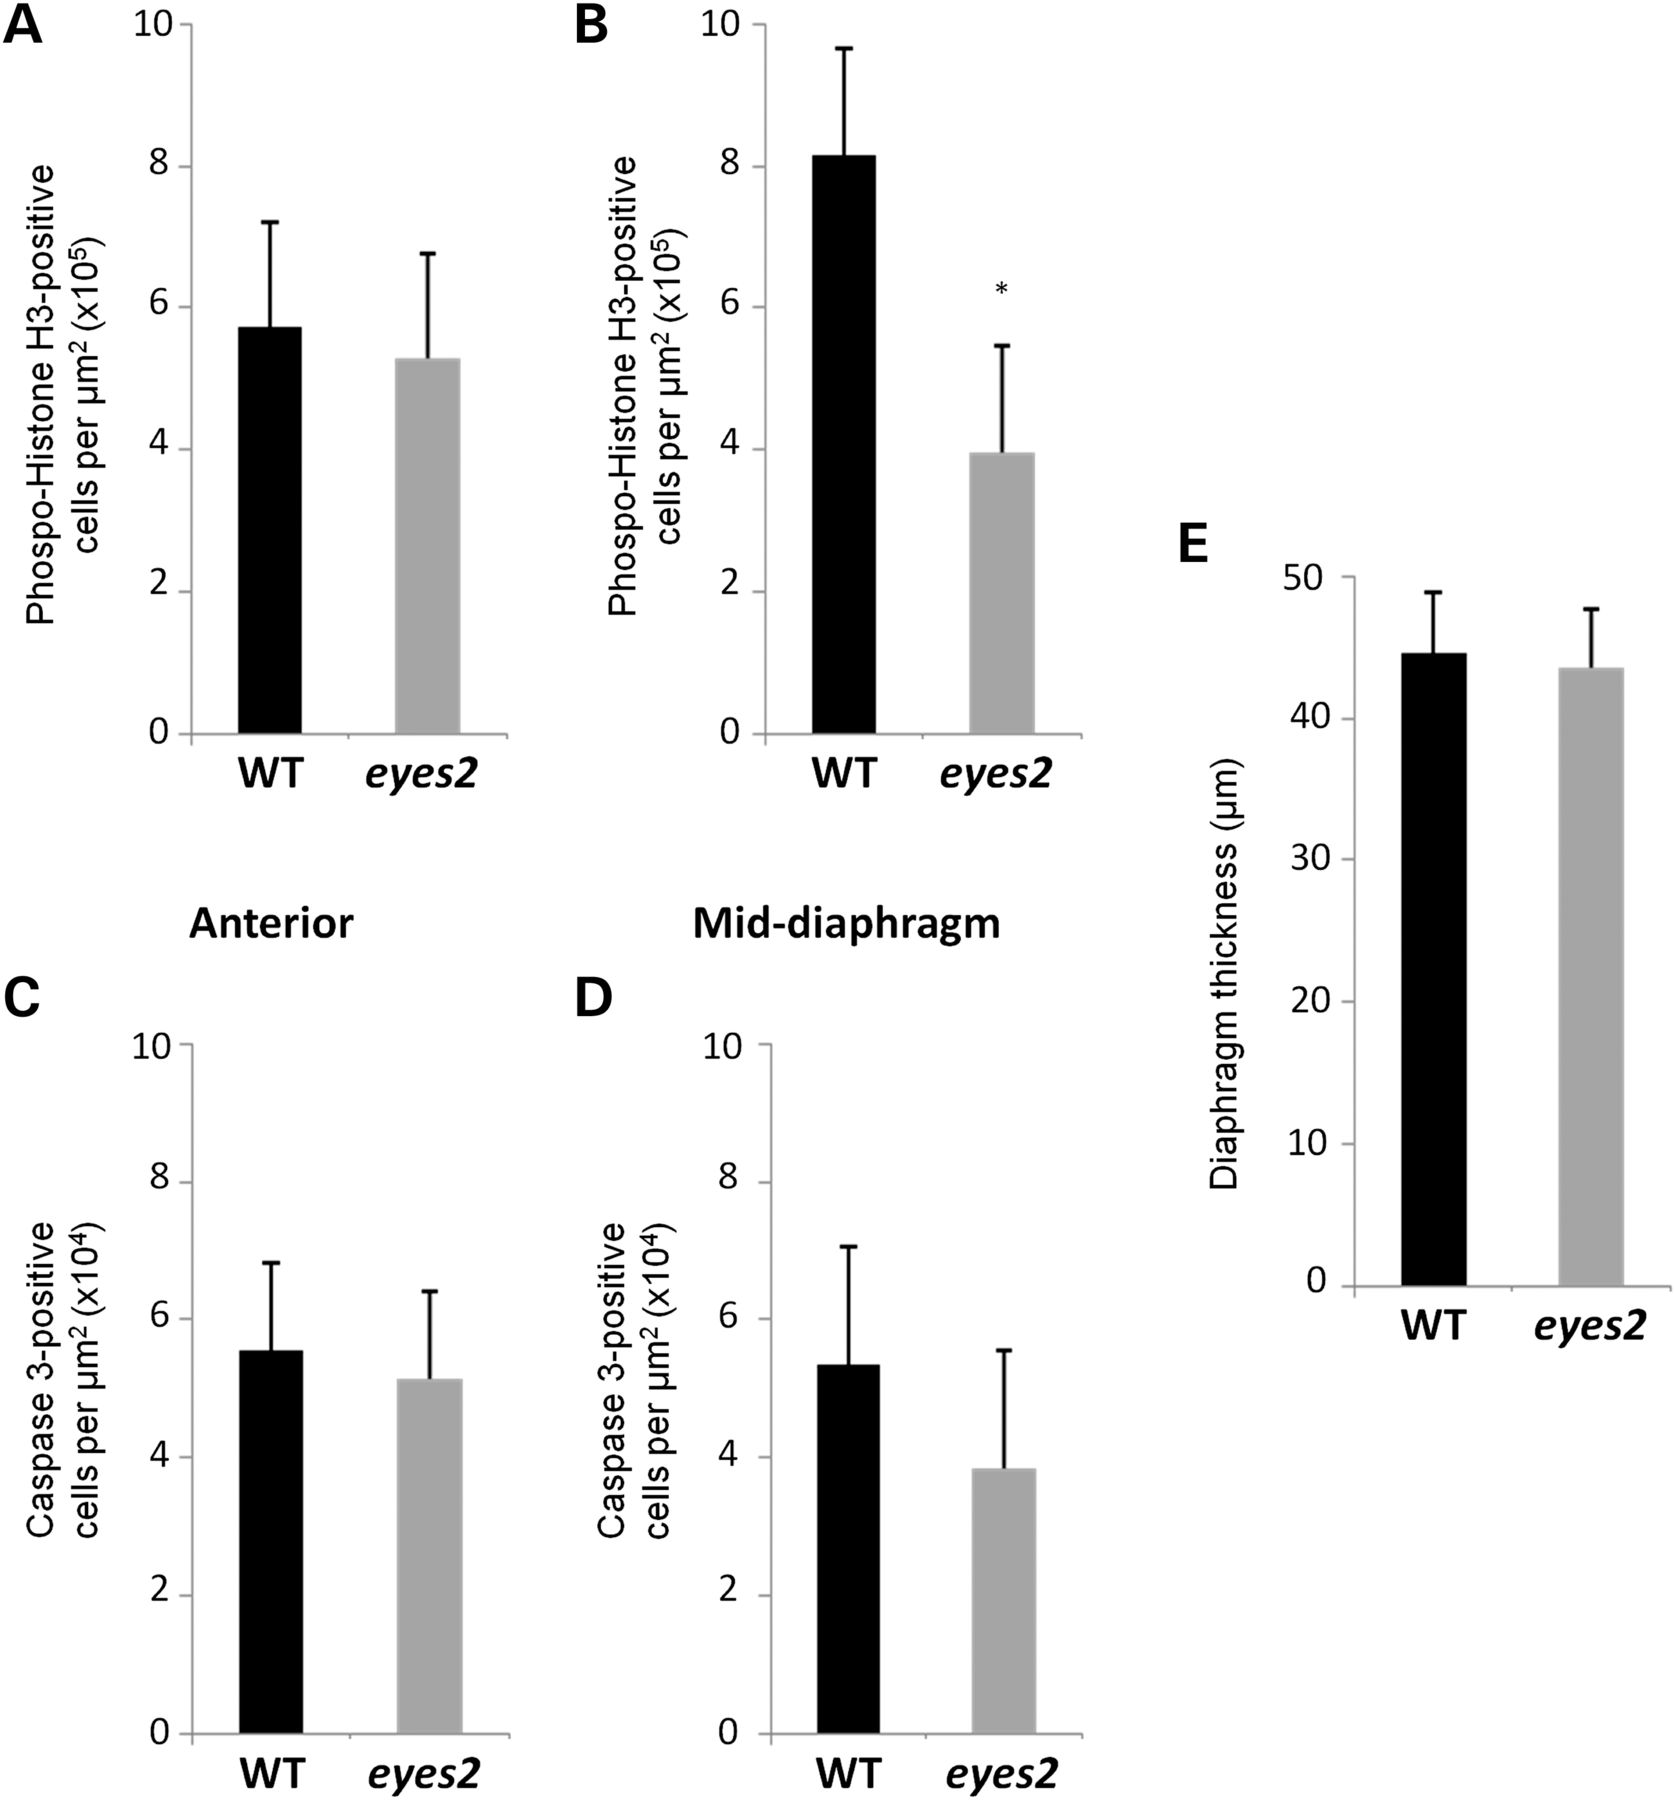 A
Phospo-Histone H3-positive
cells per µm² (x10⁵)
10
8
6
4
2
0
WT eyes2
B
Phospo-Histone H3-positive
cells per µm² (x10⁵)
10
8
6
4
2
0
*
WT eyes2
Anterior
Mid-diaphragm
C
Caspase 3-positive
cells per µm² (x10⁴)
10
8
6
4
2
0
WT eyes2
D
Caspase 3-positive
cells per µm² (x10⁴)
10
8
6
4
2
0
WT eyes2
E
Diaphragm thickness (µm)
50
40
30
20
10
0
WT eyes2